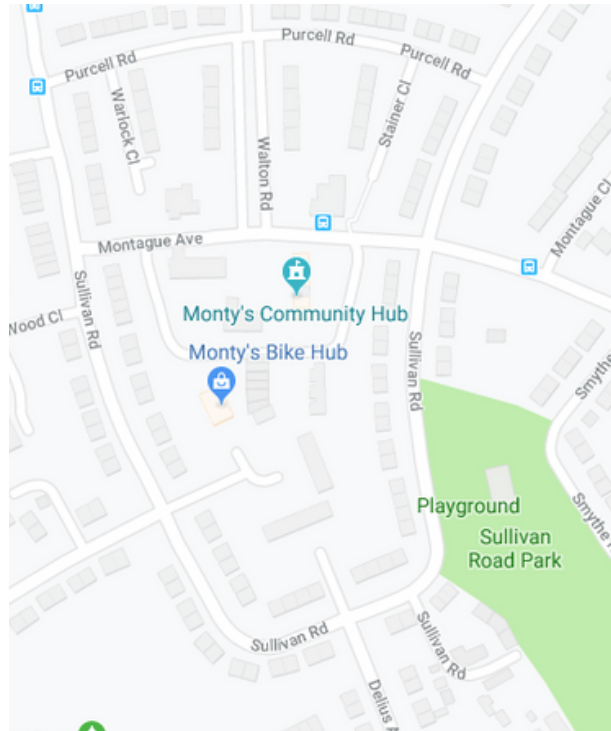 Purcell Rd
Purcell Rd
Purcell Rd
Warlock Cl
Stainer Cl
Walton Rd
Montague Cl
Montague Ave
Sullivan Rd
Monty's Community Hub
Wood Cl
Monty's Bike Hub
Sullivan Rd
Smythe
Smythe
Playground
Sullivan
Road Park
Sullivan Rd
Sullivan Rd
Delius